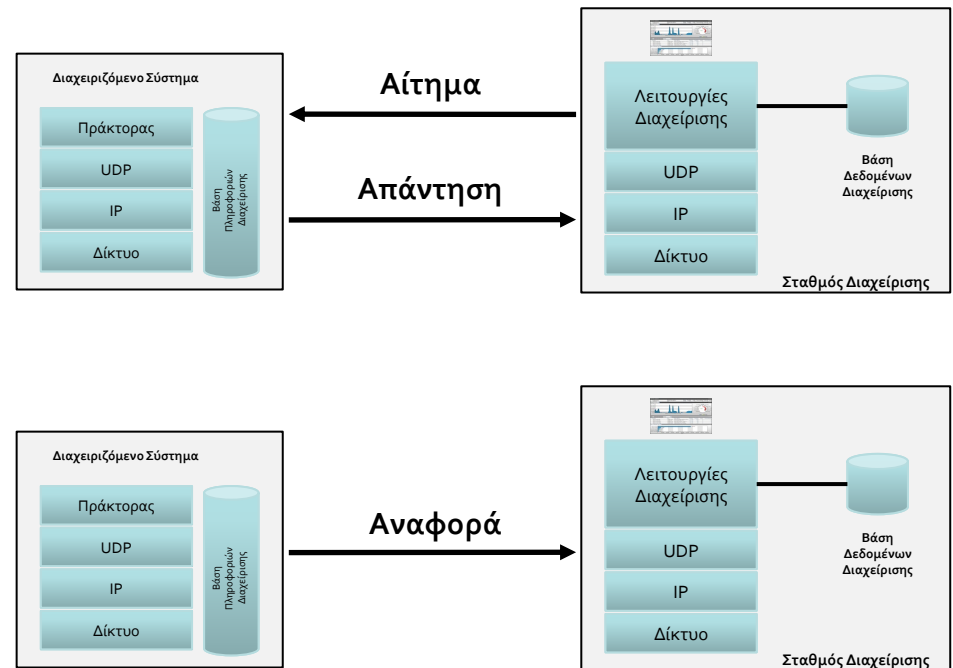 Διαχειριζόμενο Σύστημα
Πράκτορας
UDP
IP
Δίκτυο
Βάση
Πληροφοριών
Διαχείρισης
Αίτημα
Απάντηση
Λειτουργίες
Διαχείρισης
UDP
IP
Δίκτυο
Βάση
Δεδομένων
Διαχείρισης
Σταθμός Διαχείρισης
Διαχειριζόμενο Σύστημα
Πράκτορας
UDP
IP
Δίκτυο
Βάση
Πληροφοριών
Διαχείρισης
Αναφορά
Λειτουργίες
Διαχείρισης
UDP
IP
Δίκτυο
Βάση
Δεδομένων
Διαχείρισης
Σταθμός Διαχείρισης